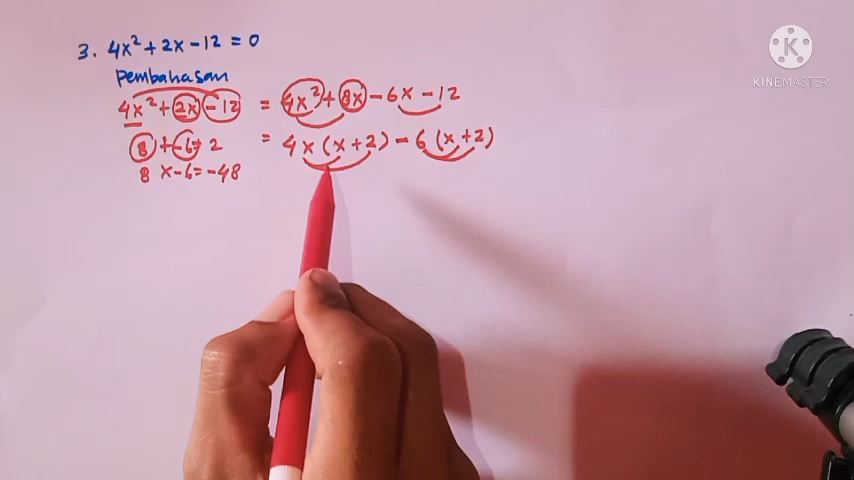 3. 4x² + 2x - 12 = 0
pembahasan
4x² + 2x - 12 = 4x² + 8x - 6x - 12
8 + -6 = 2 = 4x (x + 2) - 6 (x + 2)
8 x -6 = -48
K
KINEMASTER